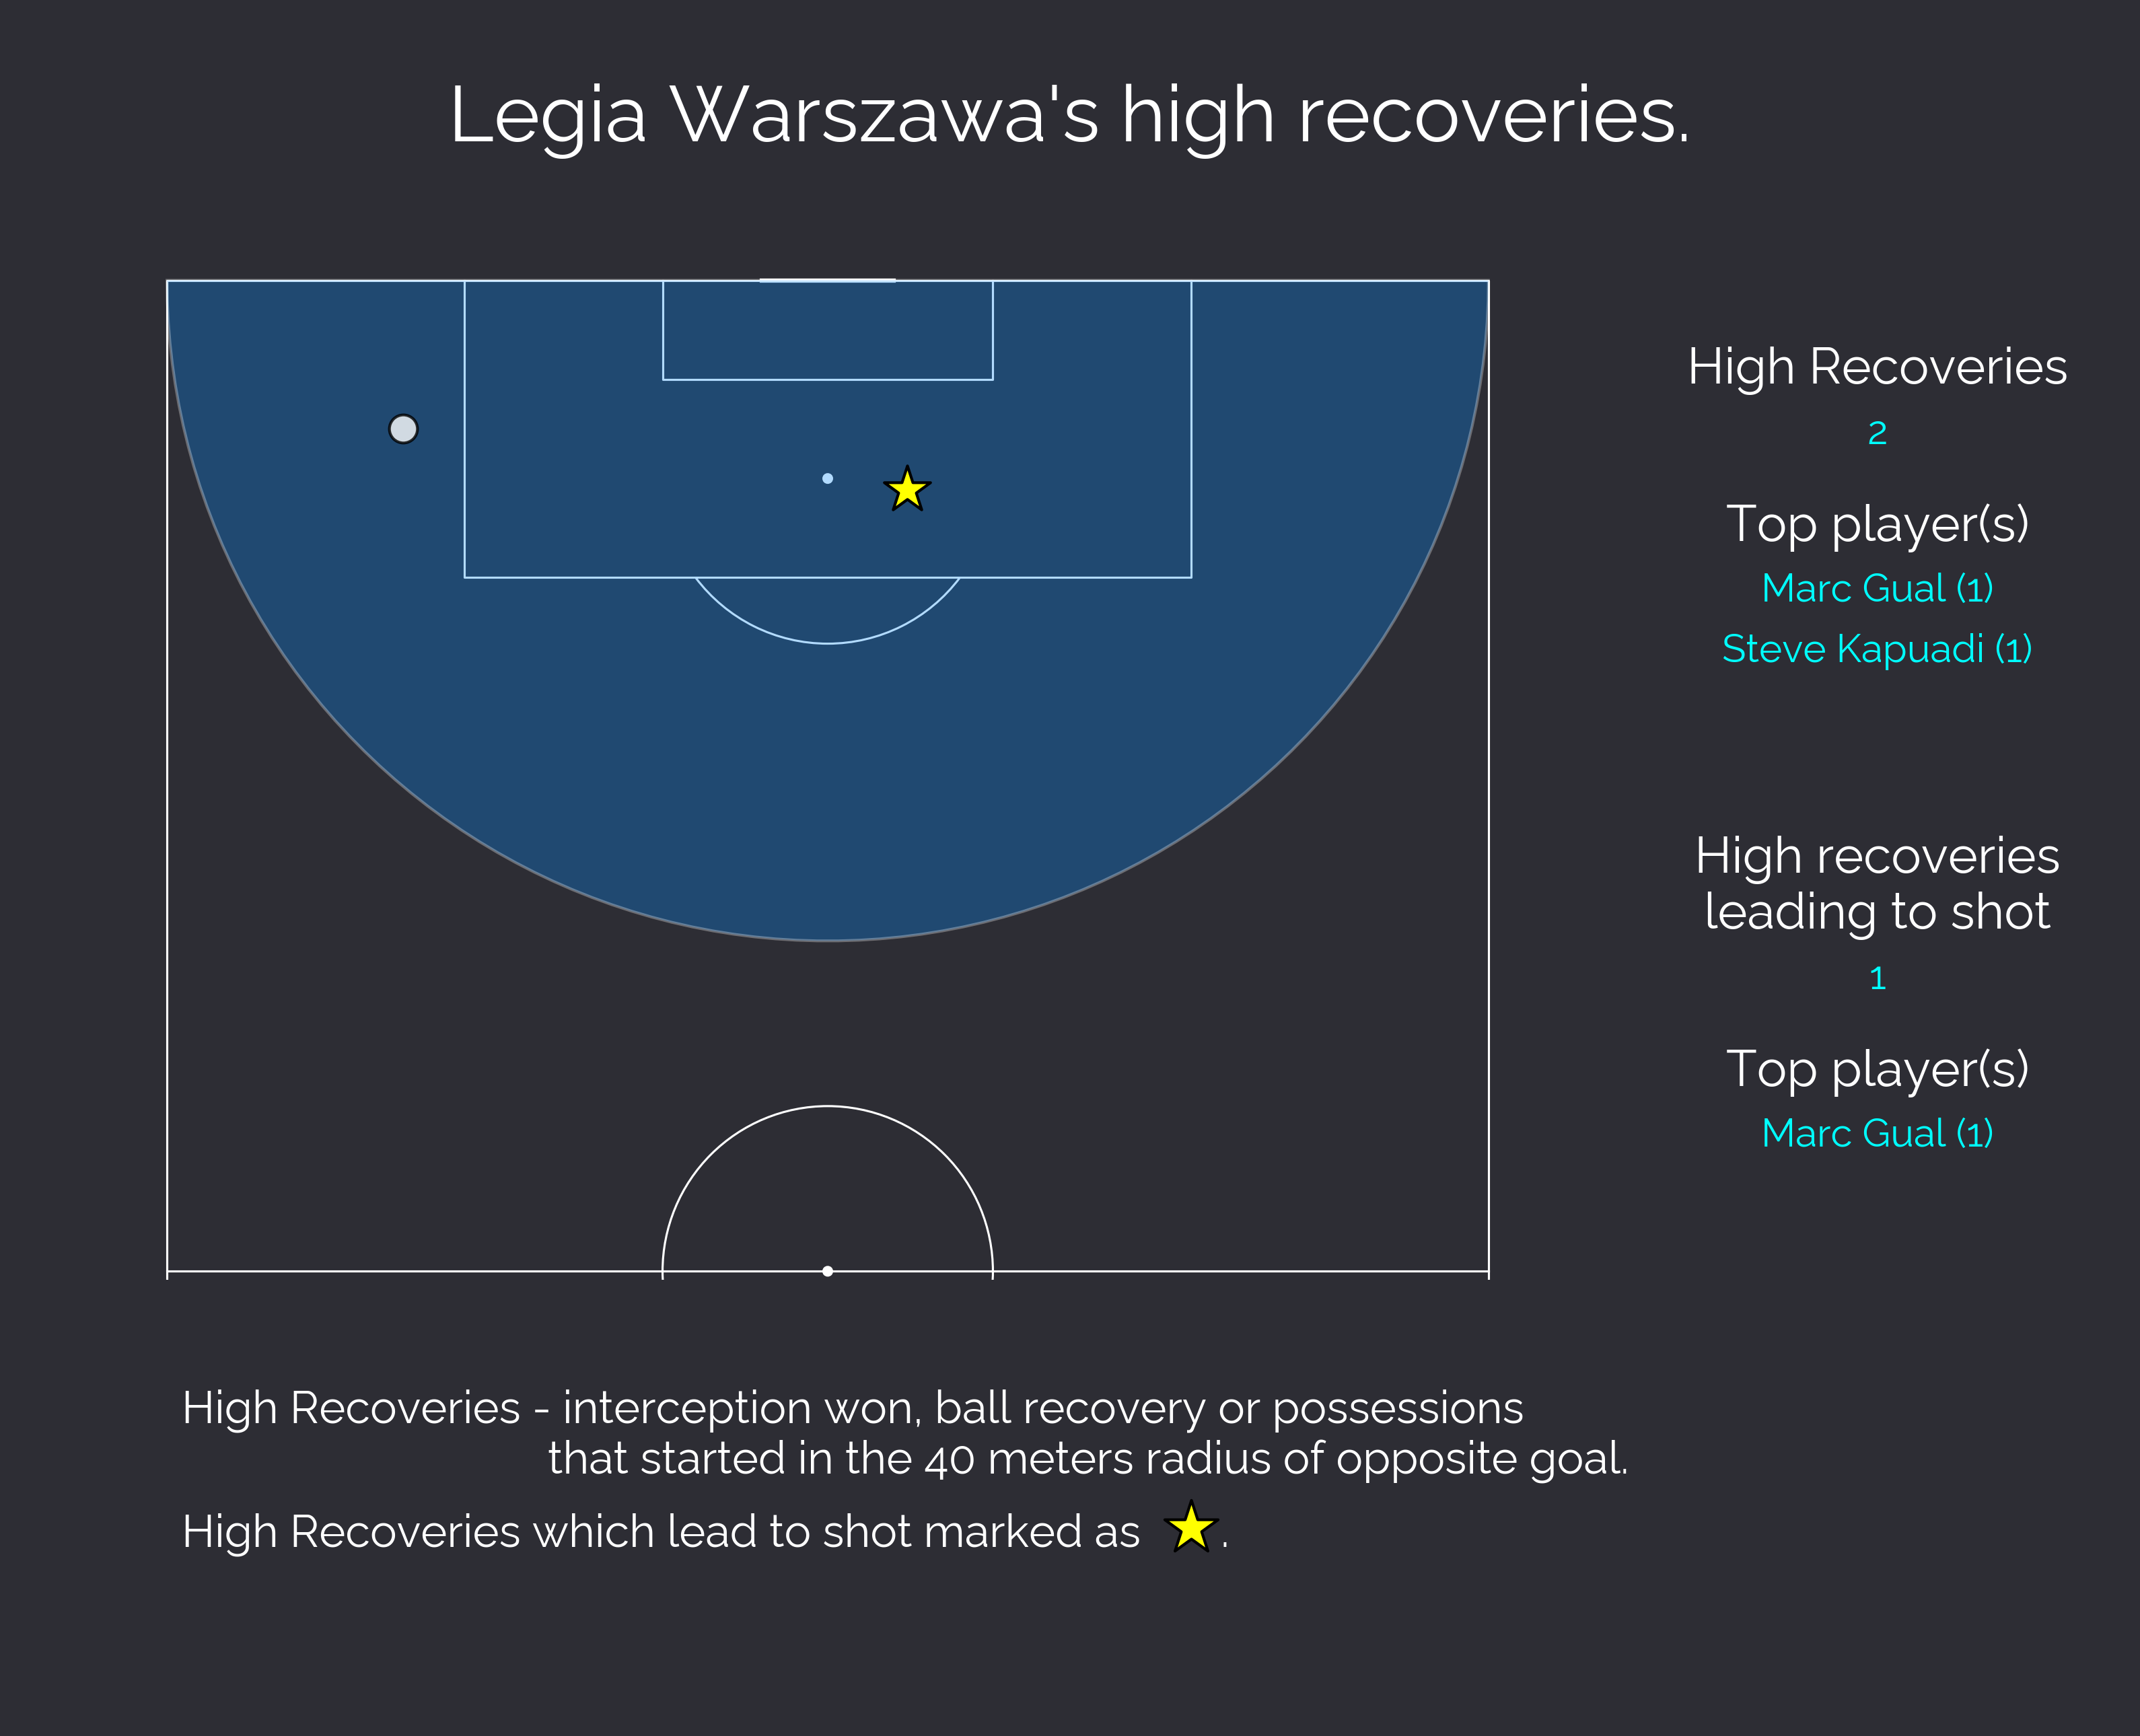 Legia Warszawa's high recoveries.
High Recoveries
2
Top player(s)
Marc Gual (1)
Steve Kapuadi (1)
High recoveries
leading to shot
1
Top player(s)
Marc Gual (1)
High Recoveries - interception won, ball recovery or possessions
that started in the 40 meters radius of opposite goal.
High Recoveries which lead to shot marked as .